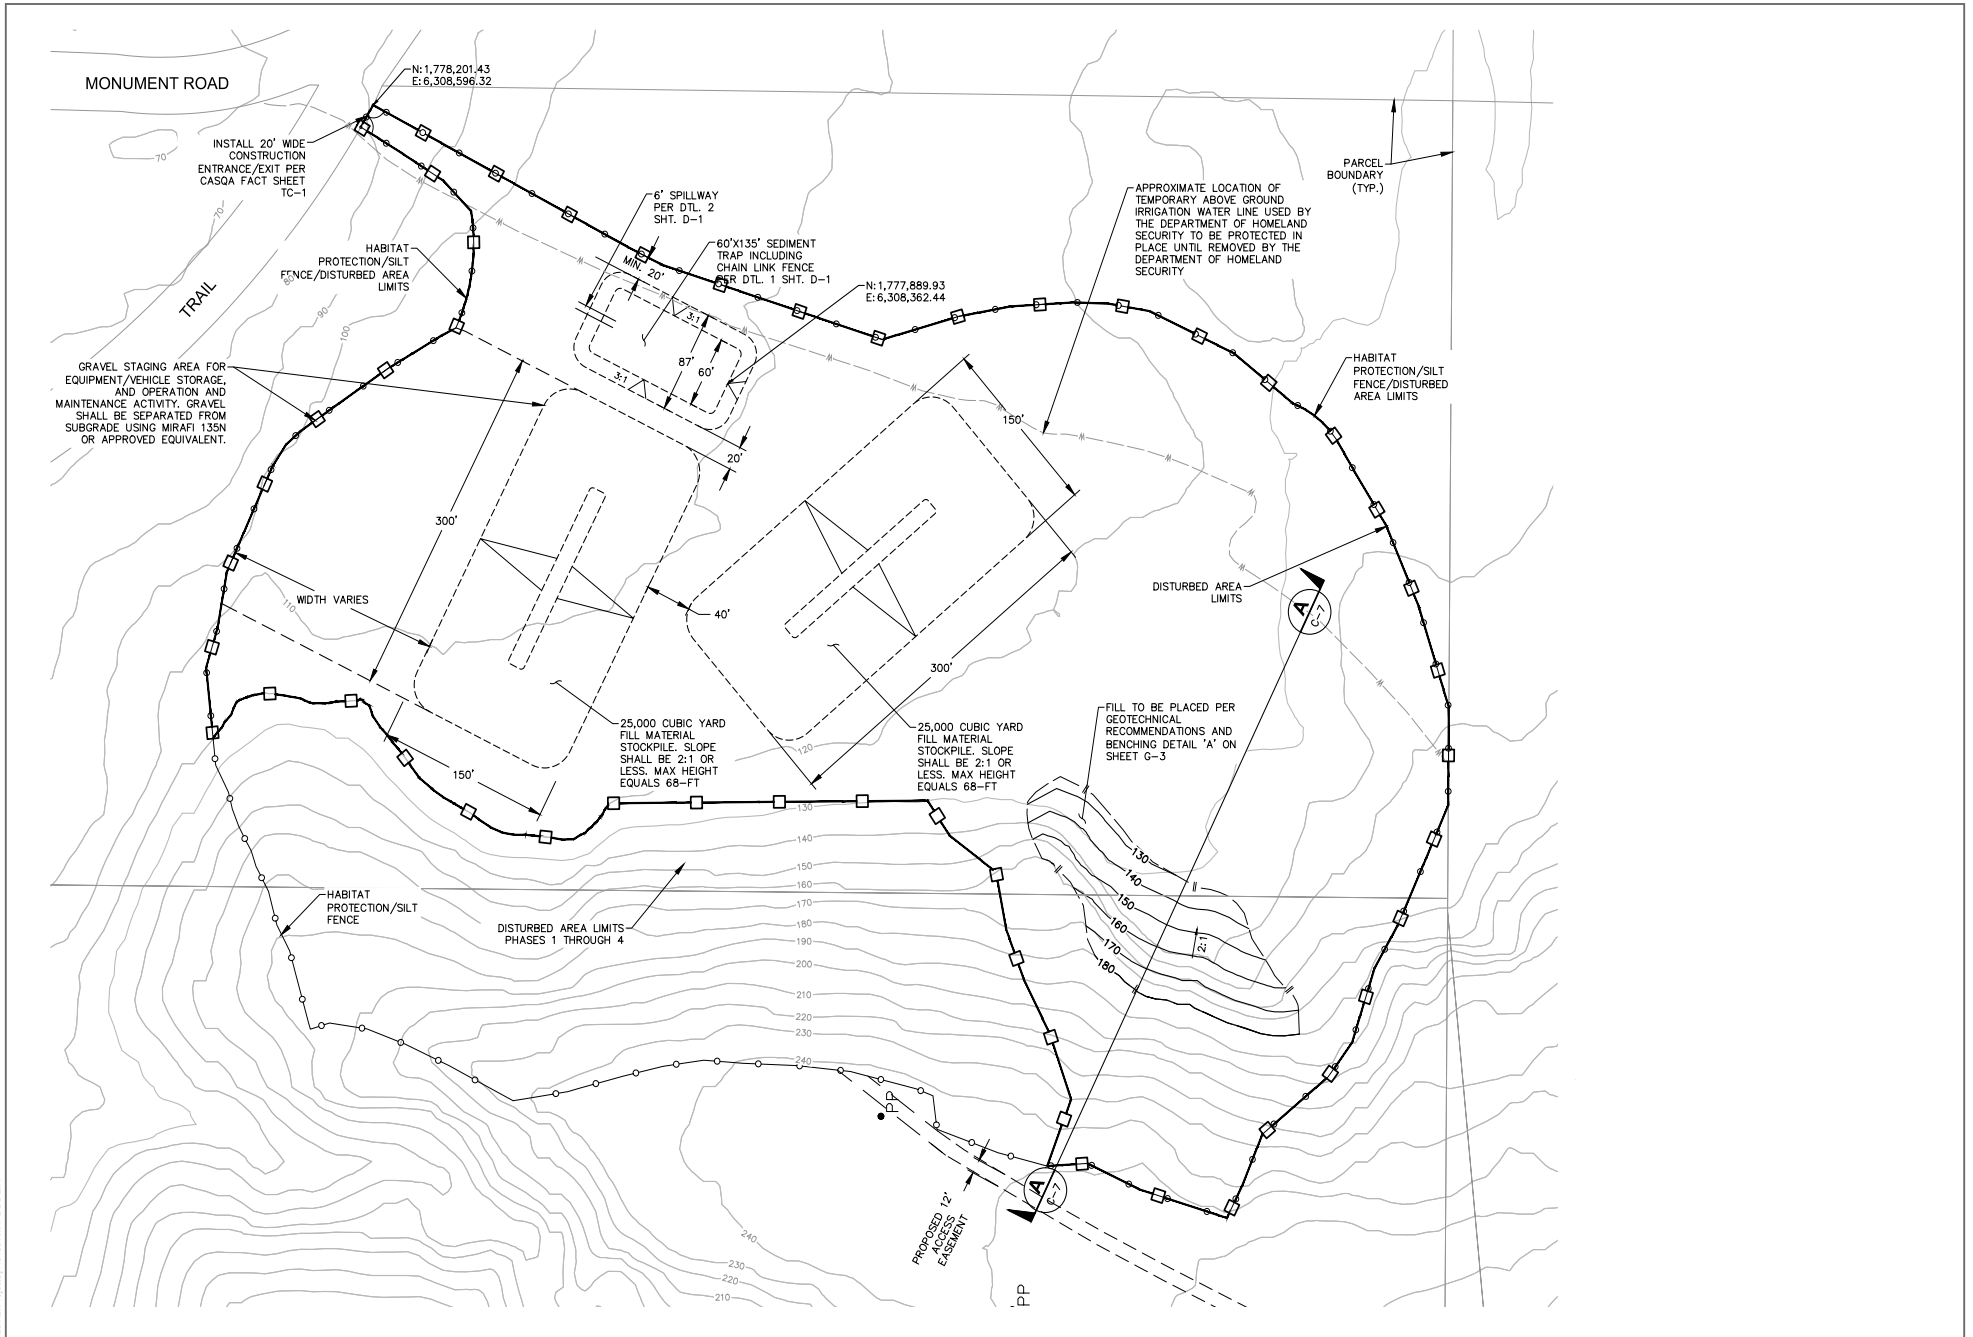 MONUMENT ROAD
N:1,778,201.43
E:6,308,596.32
INSTALL 20' WIDE
CONSTRUCTION
ENTRANCE/EXIT PER
CASQA FACT SHEET
TC-1
70
70
80
90
100
TRAIL
HABITAT
PROTECTION/SILT
FENCE/DISTURBED AREA
LIMITS
6' SPILLWAY
PER DTL. 2
SHT. D-1
MIN. 20'
60'X135' SEDIMENT
TRAP INCLUDING
CHAIN LINK FENCE
PER DTL. 1 SHT. D-1
N:1,777,889.93
E:6,308,362.44
3:1
87'
60'
3:1
20'
APPROXIMATE LOCATION OF
TEMPORARY ABOVE GROUND
IRRIGATION WATER LINE USED BY
THE DEPARTMENT OF HOMELAND
SECURITY TO BE PROTECTED IN
PLACE UNTIL REMOVED BY THE
DEPARTMENT OF HOMELAND
SECURITY
PARCEL
BOUNDARY
(TYP.)
HABITAT
PROTECTION/SILT
FENCE/DISTURBED
AREA LIMITS
GRAVEL STAGING AREA FOR
EQUIPMENT/VEHICLE STORAGE,
AND OPERATION AND
MAINTENANCE ACTIVITY. GRAVEL
SHALL BE SEPARATED FROM
SUBGRADE USING MIRAFI 135N
OR APPROVED EQUIVALENT.
150'
300'
WIDTH VARIES
110
40'
300'
DISTURBED AREA
LIMITS
A
C-7
25,000 CUBIC YARD
FILL MATERIAL
STOCKPILE. SLOPE
SHALL BE 2:1 OR
LESS. MAX HEIGHT
EQUALS 68-FT
25,000 CUBIC YARD
FILL MATERIAL
STOCKPILE. SLOPE
SHALL BE 2:1 OR
LESS. MAX HEIGHT
EQUALS 68-FT
FILL TO BE PLACED PER
GEOTECHNICAL
RECOMMENDATIONS AND
BENCHING DETAIL 'A' ON
SHEET G-3
150'
120
130
140
150
160
170
180
190
200
210
220
230
240
130
140
150
160
170
180
2:1
HABITAT
PROTECTION/SILT
FENCE
DISTURBED AREA LIMITS
PHASES 1 THROUGH 4
PP
A
C-7
PROPOSED 12'
ACCESS
EASEMENT
240
230
220
210
PP